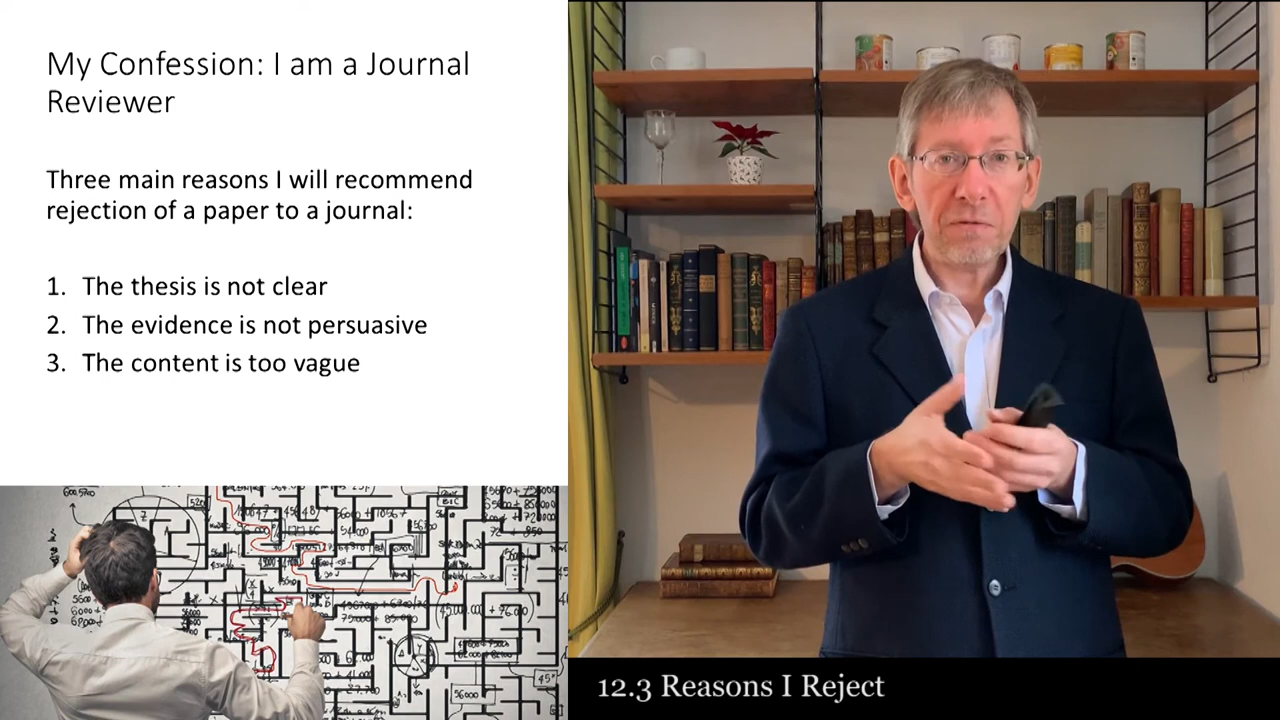 My Confession: I am a Journal
Reviewer
Three main reasons I will recommend
rejection of a paper to a journal:
1. The thesis is not clear
2. The evidence is not persuasive
3. The content is too vague
12.3 Reasons I Reject